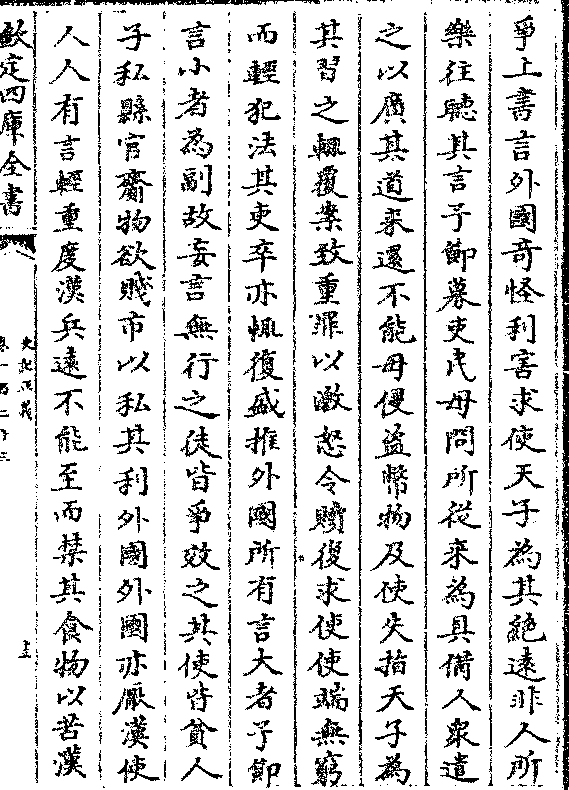 爭上書言外國奇怪利害求使天子為其絶遠非人所
樂往聽其言予節募吏民毋問所從來為具備人衆遣
之以廣其道來還不能毋侵盗幣物及使失指天子為
其習之輒覆案致重罪以激怒令贖復求使使端無窮
而輕犯法其吏卒亦輒復盛推外國所有言大者予節
言小者為副故妄言無行之徒皆爭效之其使皆貧人
子私縣官齎物欲賤市以私其利外國外國亦厭漢使
人人有言輕重度漢兵遠不能至而禁其食物以苦漢
欽定四庫全書
史記正義
卷一百二十三